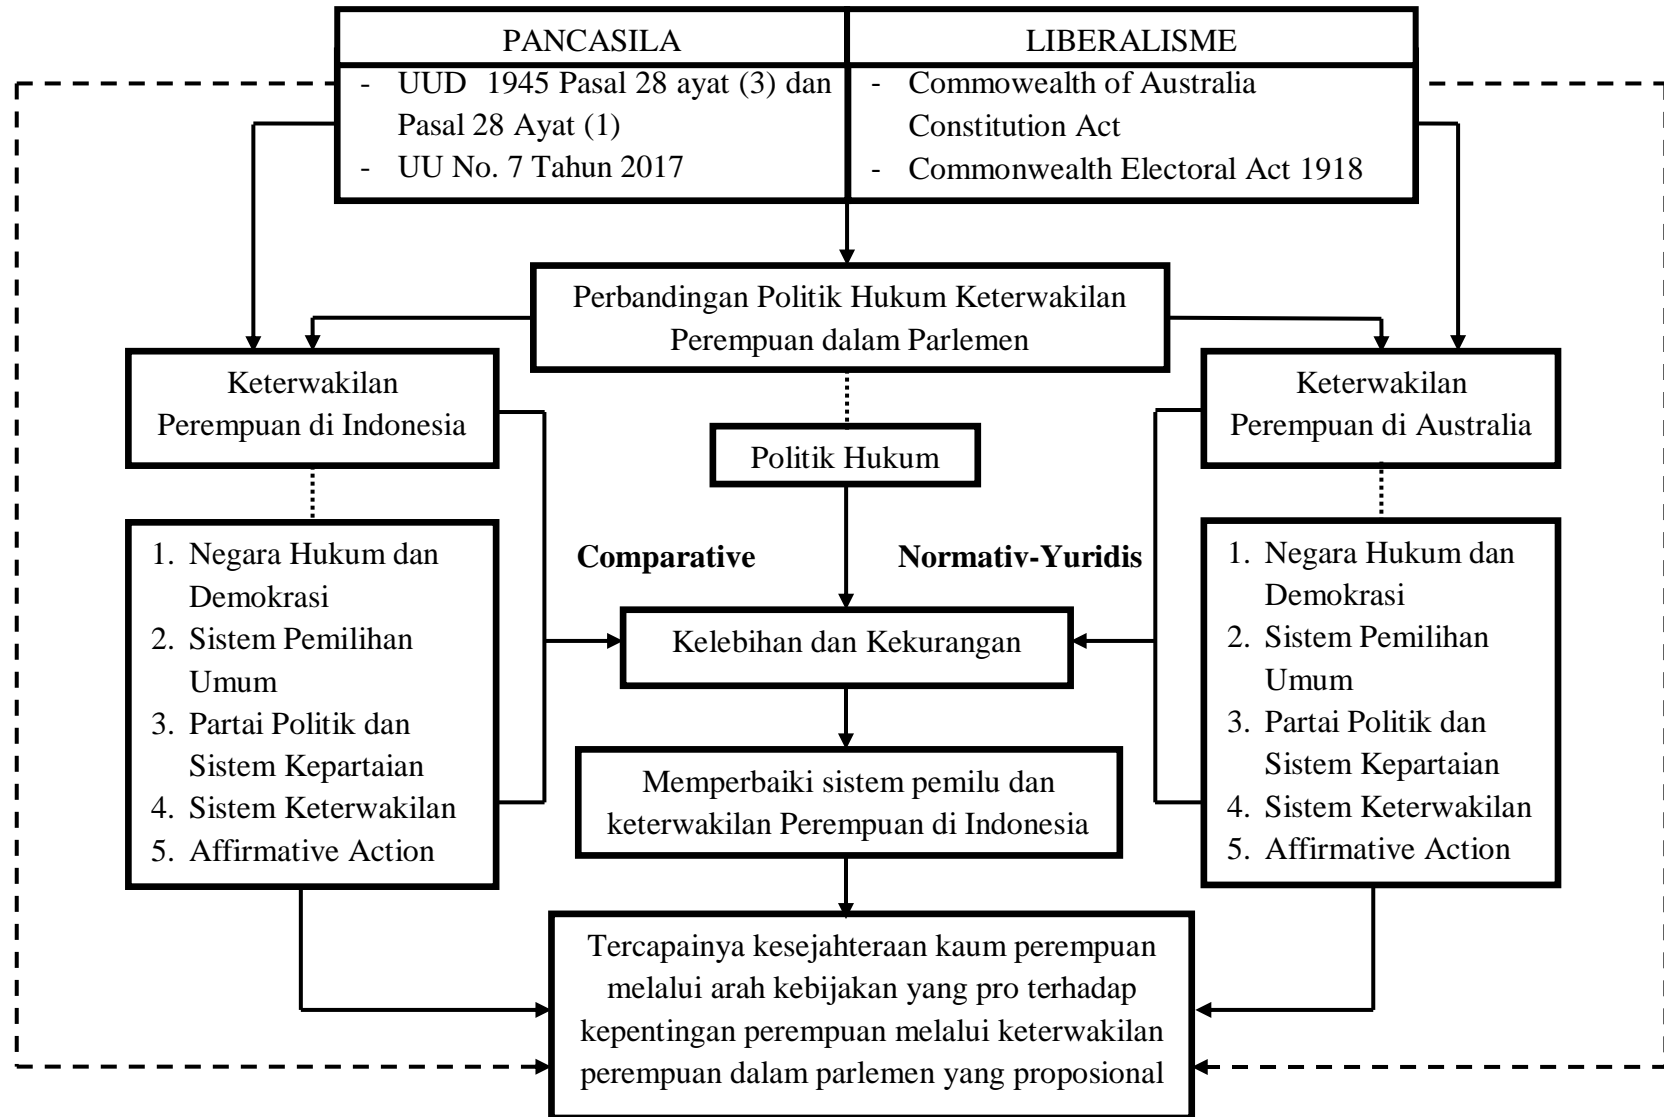 PANCASILA
LIBERALISME
- UUD 1945 Pasal 28 ayat (3) dan
Pasal 28 Ayat (1)
- UU No. 7 Tahun 2017
- Commowealth of Australia
Constitution Act
- Commonwealth Electoral Act 1918
Perbandingan Politik Hukum Keterwakilan
Perempuan dalam Parlemen
Keterwakilan
Perempuan di Indonesia
Politik Hukum
Keterwakilan
Perempuan di Australia
1. Negara Hukum dan
Demokrasi
2. Sistem Pemilihan
Umum
3. Partai Politik dan
Sistem Kepartaian
4. Sistem Keterwakilan
5. Affirmative Action
Comparative
Normativ-Yuridis
1. Negara Hukum dan
Demokrasi
2. Sistem Pemilihan
Umum
3. Partai Politik dan
Sistem Kepartaian
4. Sistem Keterwakilan
5. Affirmative Action
Kelebihan dan Kekurangan
Memperbaiki sistem pemilu dan
keterwakilan Perempuan di Indonesia
Tercapainya kesejahteraan kaum perempuan
melalui arah kebijakan yang pro terhadap
kepentingan perempuan melalui keterwakilan
perempuan dalam parlemen yang proposional